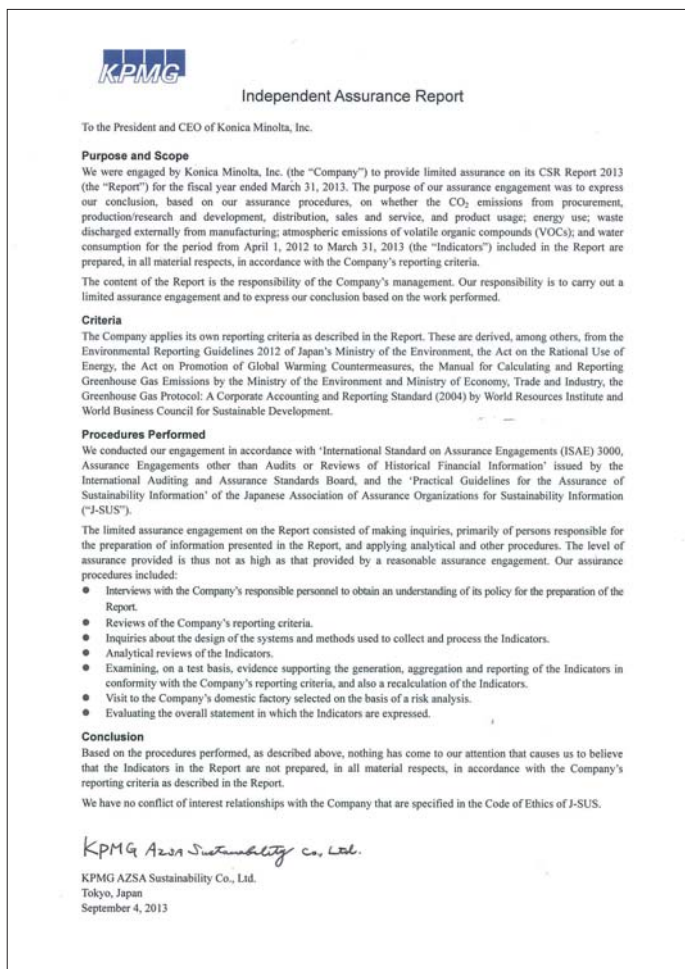 KPMG
Independent Assurance Report
To the President and CEO of Konica Minolta, Inc.
Purpose and Scope
We were engaged by Konica Minolta, Inc. (the “Company”) to provide limited assurance on its CSR Report 2013
(the “Report”) for the fiscal year ended March 31, 2013. The purpose of our assurance engagement was to express
our conclusion, based on our assurance procedures, on whether the CO₂ emissions from procurement,
production/research and development, distribution, sales and service, and product usage; energy use; waste
discharged externally from manufacturing; atmospheric emissions of volatile organic compounds (VOCs); and water
consumption for the period from April 1, 2012 to March 31, 2013 (the “Indicators”) included in the Report are
prepared, in all material respects, in accordance with the Company’s reporting criteria.
The content of the Report is the responsibility of the Company’s management. Our responsibility is to carry out a
limited assurance engagement and to express our conclusion based on the work performed.
Criteria
The Company applies its own reporting criteria as described in the Report. These are derived, among others, from the
Environmental Reporting Guidelines 2012 of Japan’s Ministry of the Environment, the Act on the Rational Use of
Energy, the Act on Promotion of Global Warming Countermeasures, the Manual for Calculating and Reporting
Greenhouse Gas Emissions by the Ministry of the Environment and Ministry of Economy, Trade and Industry, the
Greenhouse Gas Protocol: A Corporate Accounting and Reporting Standard (2004) by World Resources Institute and
World Business Council for Sustainable Development.
Procedures Performed
We conducted our engagement in accordance with ‘International Standard on Assurance Engagements (ISAE) 3000,
Assurance Engagements other than Audits or Reviews of Historical Financial Information’ issued by the
International Auditing and Assurance Standards Board, and the ‘Practical Guidelines for the Assurance of
Sustainability Information’ of the Japanese Association of Assurance Organizations for Sustainability Information
(“J-SUS”).
The limited assurance engagement on the Report consisted of making inquiries, primarily of persons responsible for
the preparation of information presented in the Report, and applying analytical and other procedures. The level of
assurance provided is thus not as high as that provided by a reasonable assurance engagement. Our assurance
procedures included:
● Interviews with the Company’s responsible personnel to obtain an understanding of its policy for the preparation of the
Report.
● Reviews of the Company’s reporting criteria.
● Inquiries about the design of the systems and methods used to collect and process the Indicators.
● Analytical reviews of the Indicators.
● Examining, on a test basis, evidence supporting the generation, aggregation and reporting of the Indicators in
conformity with the Company’s reporting criteria, and also a recalculation of the Indicators.
● Visit to the Company’s domestic factory selected on the basis of a risk analysis.
● Evaluating the overall statement in which the Indicators are expressed.
Conclusion
Based on the procedures performed, as described above, nothing has come to our attention that causes us to believe
that the Indicators in the Report are not prepared, in all material respects, in accordance with the Company’s
reporting criteria as described in the Report.
We have no conflict of interest relationships with the Company that are specified in the Code of Ethics of J-SUS.
KPMG AZSA Sustainability Co., Ltd.
KPMG AZSA Sustainability Co., Ltd.
Tokyo, Japan
September 4, 2013